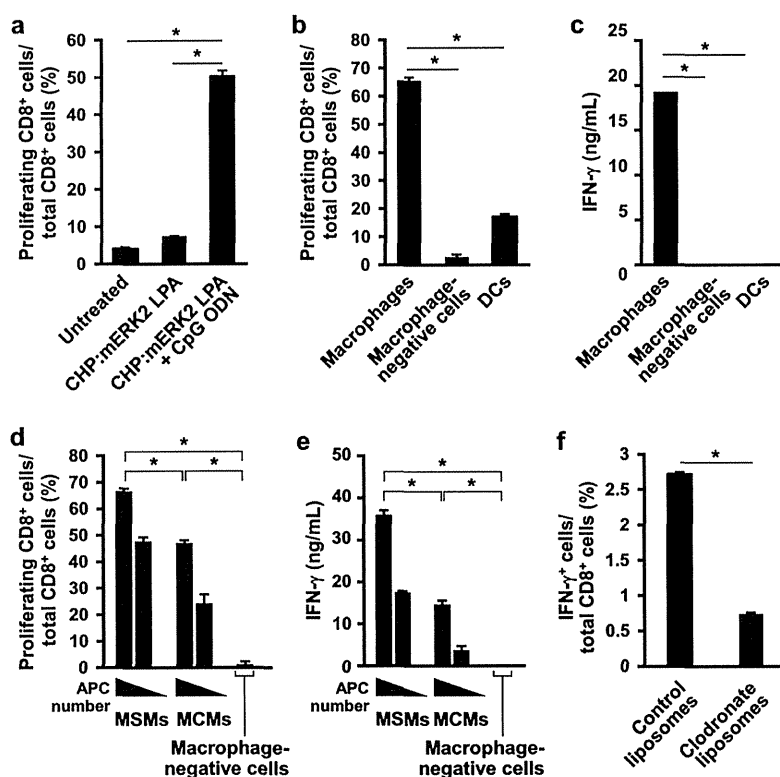 a
Proliferating CD8⁺ cells/
total CD8⁺ cells (%)
60
50
40
30
20
10
0
*
*
Untreated
CHP:mERK2 LPA
CHP:mERK2 LPA
+ CpG ODN
b
Proliferating CD8⁺ cells/
total CD8⁺ cells (%)
80
70
60
50
40
30
20
10
0
*
*
Macrophages
Macrophage-
negative cells
DCs
c
IFN-γ (ng/mL)
25
20
15
10
5
0
*
*
Macrophages
Macrophage-
negative cells
DCs
d
Proliferating CD8⁺ cells/
total CD8⁺ cells (%)
80
70
60
50
40
30
20
10
0
*
*
*
APC
number
MSMs
MCMs
Macrophage-
negative cells
e
IFN-γ (ng/mL)
50
40
30
20
10
0
*
*
*
APC
number
MSMs
MCMs
Macrophage-
negative cells
f
IFN-γ⁺ cells/
total CD8⁺ cells (%)
3
2.5
2
1.5
1
0.5
0
*
Control
liposomes
Clodronate
liposomes